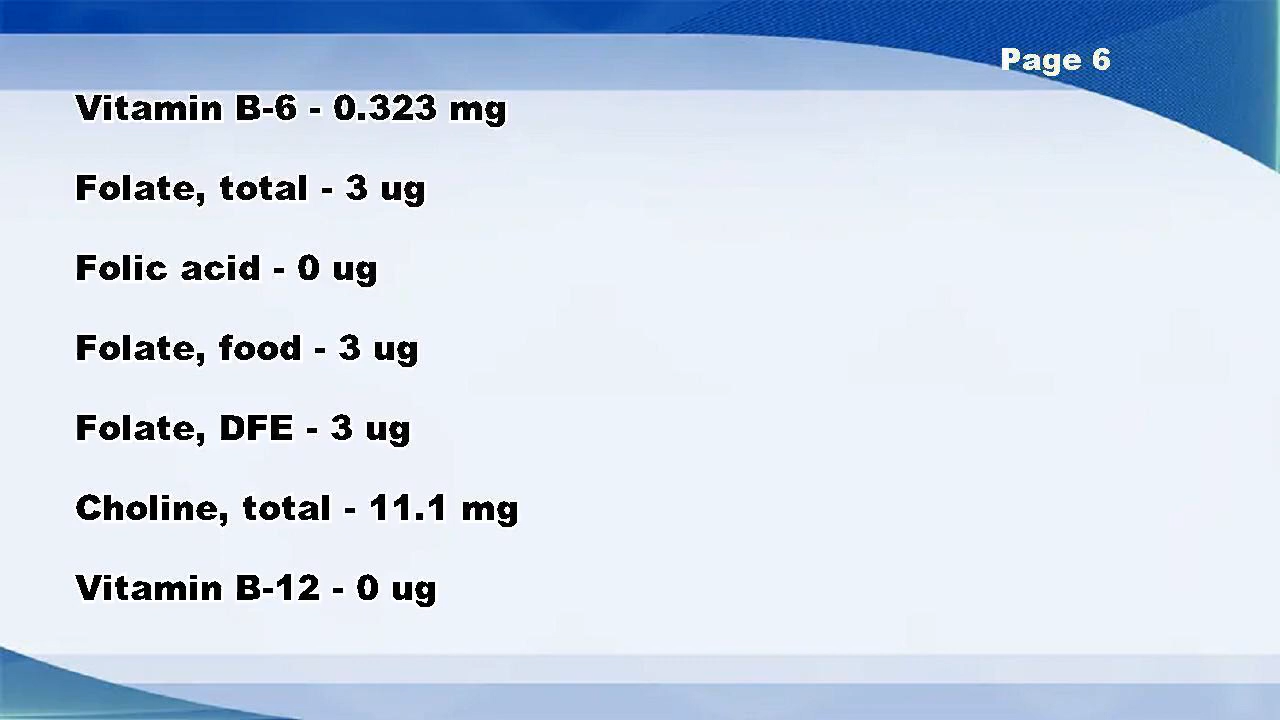 Page 6
Vitamin B-6 - 0.323 mg
Folate, total - 3 ug
Folic acid - 0 ug
Folate, food - 3 ug
Folate, DFE - 3 ug
Choline, total - 11.1 mg
Vitamin B-12 - 0 ug